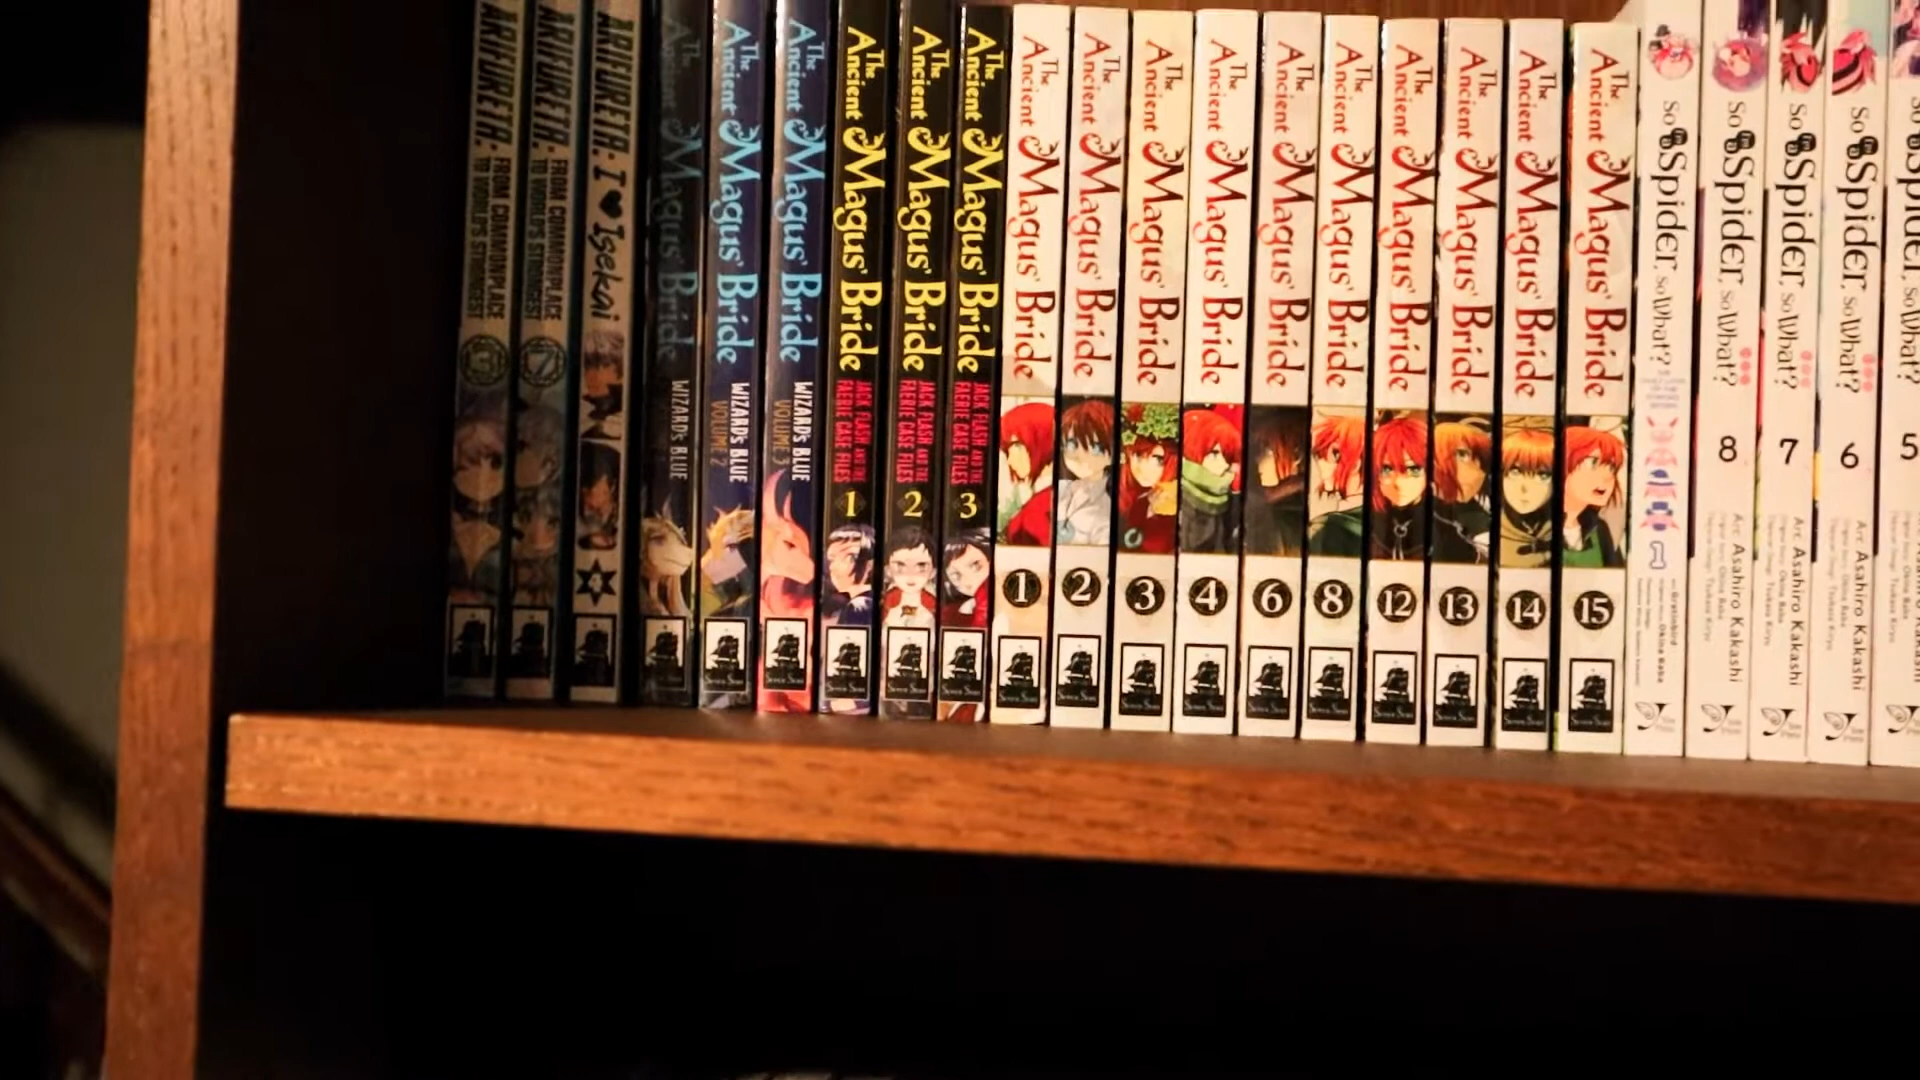 ARIFURETA: FROM COMMONPLACE TO WORLD'S STRONGEST
ARIFURETA: FROM COMMONPLACE TO WORLD'S STRONGEST 7
ARIFURETA: I ♥ Isekai
The Ancient Magus' Bride WIZARD'S BLUE
The Ancient Magus' Bride WIZARD'S BLUE VOLUME 2
The Ancient Magus' Bride WIZARD'S BLUE VOLUME 3
The Ancient Magus' Bride JACK FLASH AND THE FAERIE CASE FILES 1
The Ancient Magus' Bride JACK FLASH AND THE FAERIE CASE FILES 2
The Ancient Magus' Bride JACK FLASH AND THE FAERIE CASE FILES 3
The Ancient Magus' Bride 1
The Ancient Magus' Bride 2
The Ancient Magus' Bride 3
The Ancient Magus' Bride 4
The Ancient Magus' Bride 6
The Ancient Magus' Bride 8
The Ancient Magus' Bride 12
The Ancient Magus' Bride 13
The Ancient Magus' Bride 14
The Ancient Magus' Bride 15
So I'm a Spider, So What? 1
So I'm a Spider, So What? 8 Art: Asahiro Kakashi
So I'm a Spider, So What? 7 Art: Asahiro Kakashi
So I'm a Spider, So What? 6 Art: Asahiro Kakashi
Spider, So What? 5